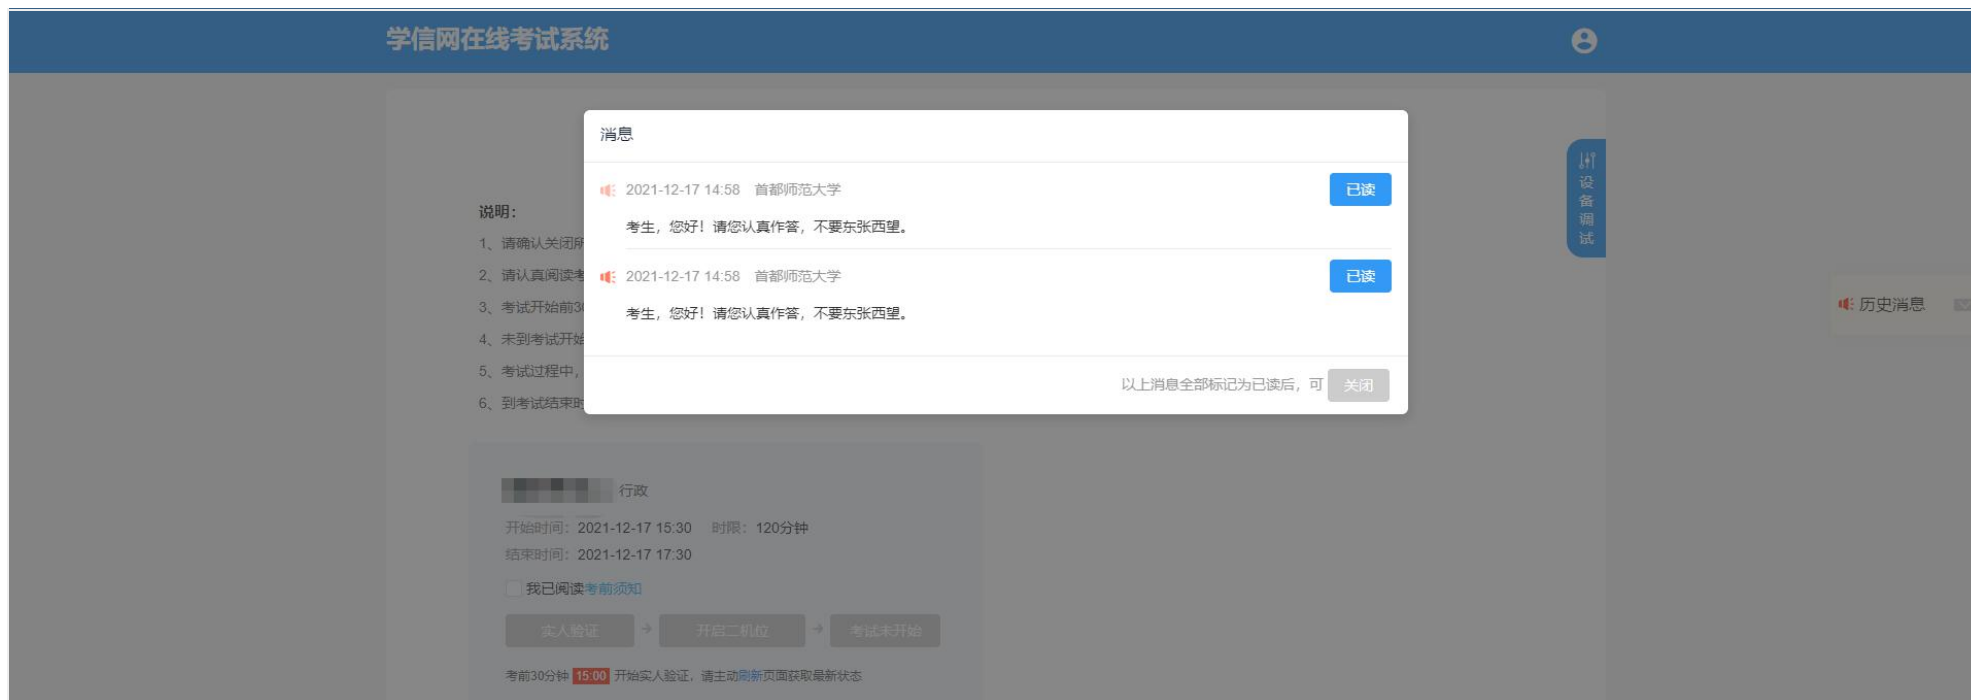 学信网在线考试系统
消息
2021-12-17 14:58 首都师范大学 已读
考生，您好！请您认真作答，不要东张西望。
2021-12-17 14:58 首都师范大学 已读
考生，您好！请您认真作答，不要东张西望。
以上消息全部标记为已读后，可 关闭
设备调试
历史消息
说明：
1、请确认关闭所
2、请认真阅读考
3、考试开始前30
4、未到考试开始
5、考试过程中，
6、到考试结束时
行政
开始时间：2021-12-17 15:30 时限：120分钟
结束时间：2021-12-17 17:30
我已阅读考前须知
实人验证 → 开启二机位 → 考试未开始
考前30分钟 15:00 开始实人验证，请主动刷新页面获取最新状态